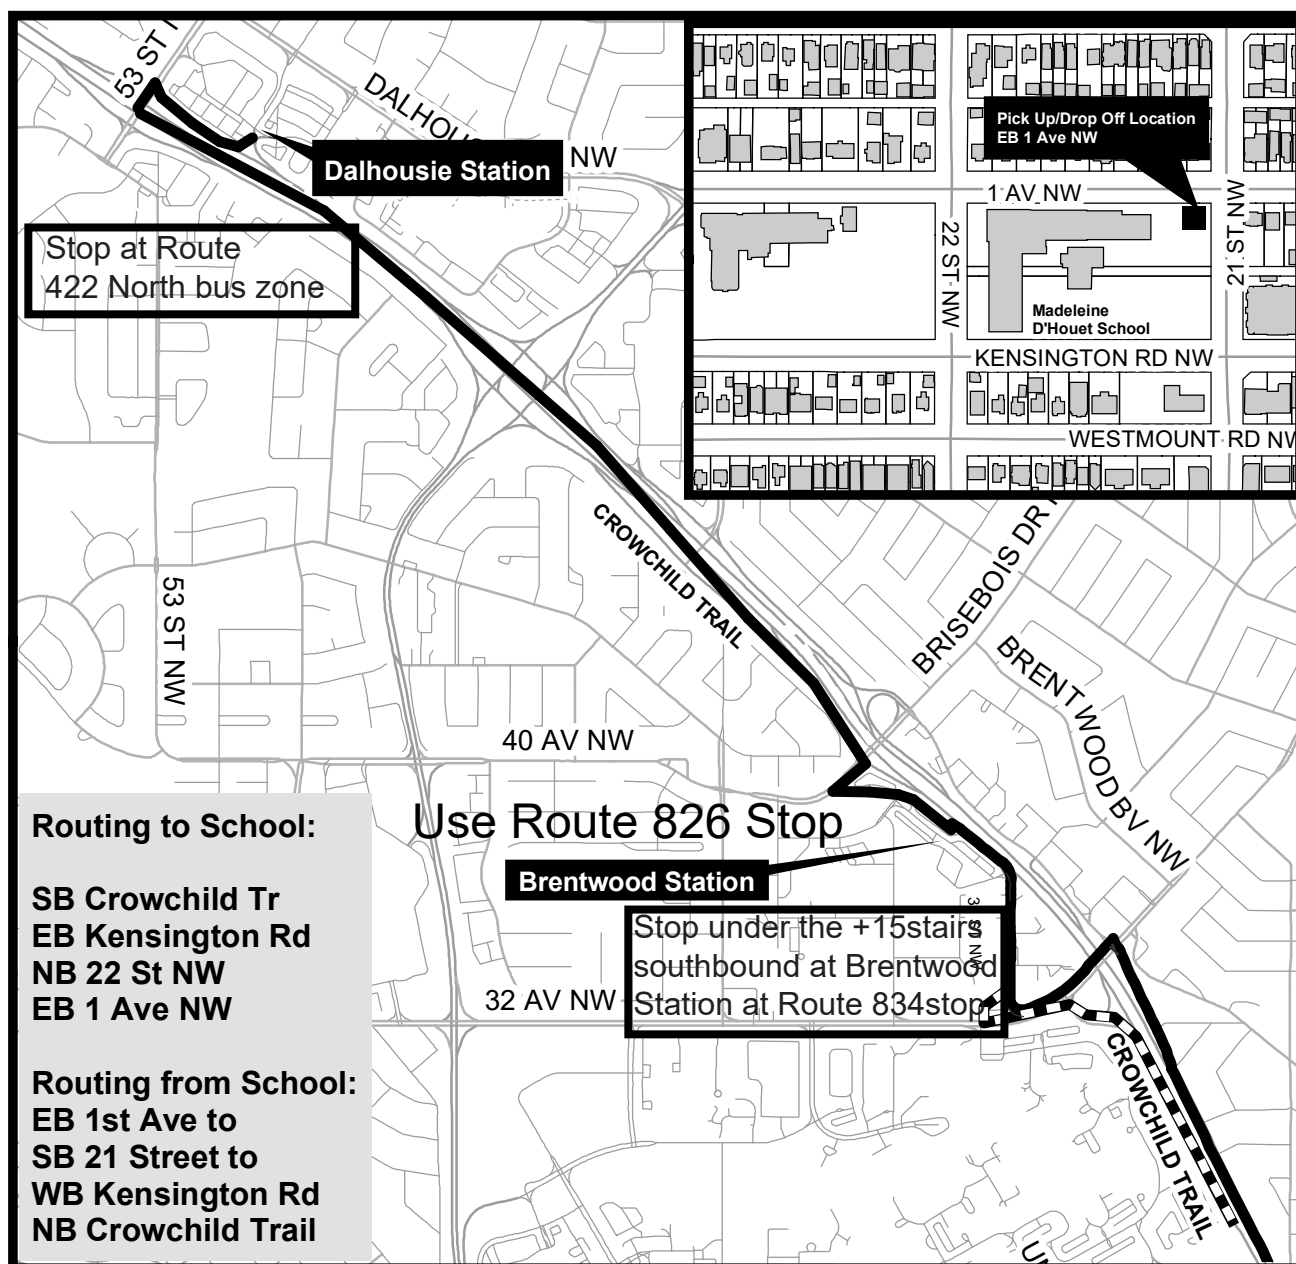 53 ST
DALHOU
NW
Dalhousie Station
Stop at Route
422 North bus zone
Pick Up/Drop Off Location
EB 1 Ave NW
1 AV NW
22 ST NW
21 ST NW
Madeleine
D'Houet School
KENSINGTON RD NW
WESTMOUNT RD NW
CROWCHILD TRAIL
53 ST NW
BRISEBOIS DR
BRENTWOOD BV NW
40 AV NW
Use Route 826 Stop
Brentwood Station
Stop under the +15stairs
southbound at Brentwood
Station at Route 834stop
32 AV NW
CROWCHILD TRAIL
Routing to School:
SB Crowchild Tr
EB Kensington Rd
NB 22 St NW
EB 1 Ave NW
Routing from School:
EB 1st Ave to
SB 21 Street to
WB Kensington Rd
NB Crowchild Trail